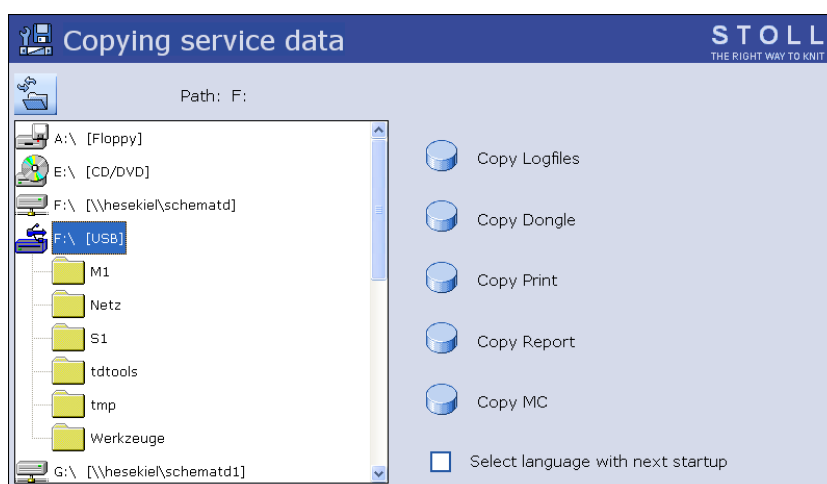 Copying service data
STOLL
THE RIGHT WAY TO KNIT
Path: F:
A:\ [Floppy]
E:\ [CD/DVD]
F:\ [\\hesekiel\schematd]
F:\ [USB]
M1
Netz
S1
tdtools
tmp
Werkzeuge
G:\ [\\hesekiel\schematd1]
Copy Logfiles
Copy Dongle
Copy Print
Copy Report
Copy MC
Select language with next startup